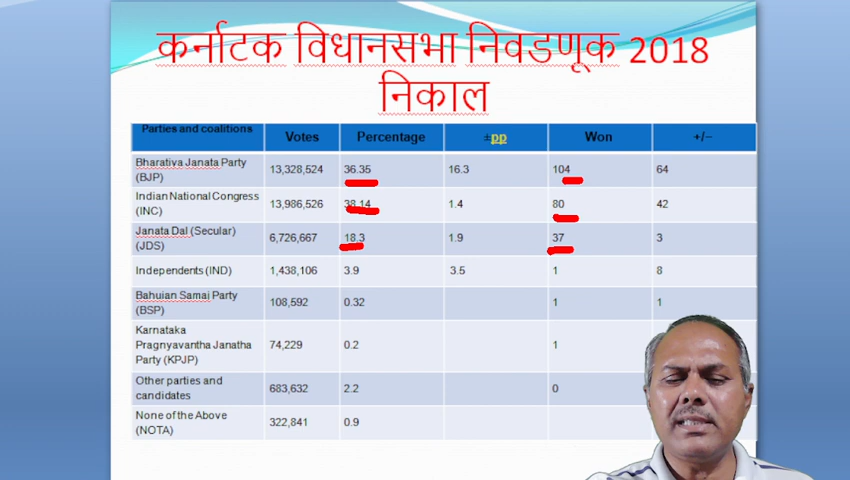 कर्नाटक विधानसभा निवडणूक 2018
निकाल
Parties and coalitions Votes Percentage ±pp Won +/−
Bharatiya Janata Party
(BJP) 13,328,524 36.35 16.3 104 64
Indian National Congress
(INC) 13,986,526 38.14 1.4 80 42
Janata Dal (Secular)
(JDS) 6,726,667 18.3 1.9 37 3
Independents (IND) 1,438,106 3.9 3.5 1 8
Bahujan Samaj Party
(BSP) 108,592 0.32 1 1
Karnataka
Pragnyavantha Janatha
Party (KPJP) 74,229 0.2 1
Other parties and
candidates 683,632 2.2 0
None of the Above
(NOTA) 322,841 0.9